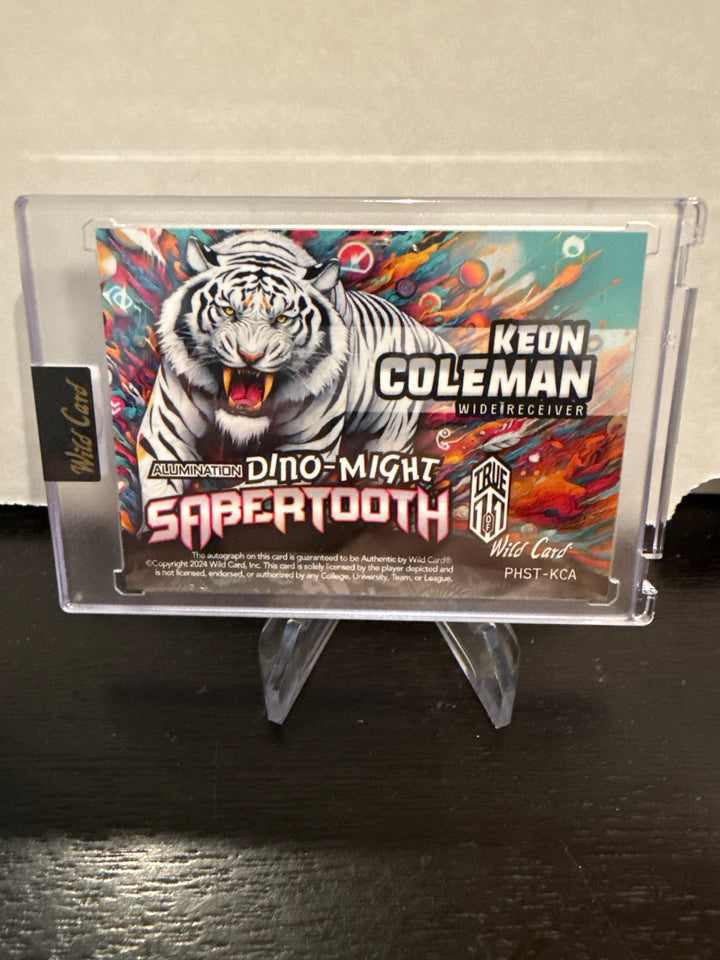 KEON
COLEMAN
WIDE RECEIVER
Wild Card
ALUMINATION DINO-MIGHT
SABERTOOTH
TRUE
1 OF 1
Wild Card
The autograph on this card is guaranteed to be Authentic by Wild Card®
©Copyright 2024 Wild Card, Inc. This card is solely licensed by the player depicted and
is not licensed, endorsed, or authorized by any College, University, Team, or League.
PHST-KCA